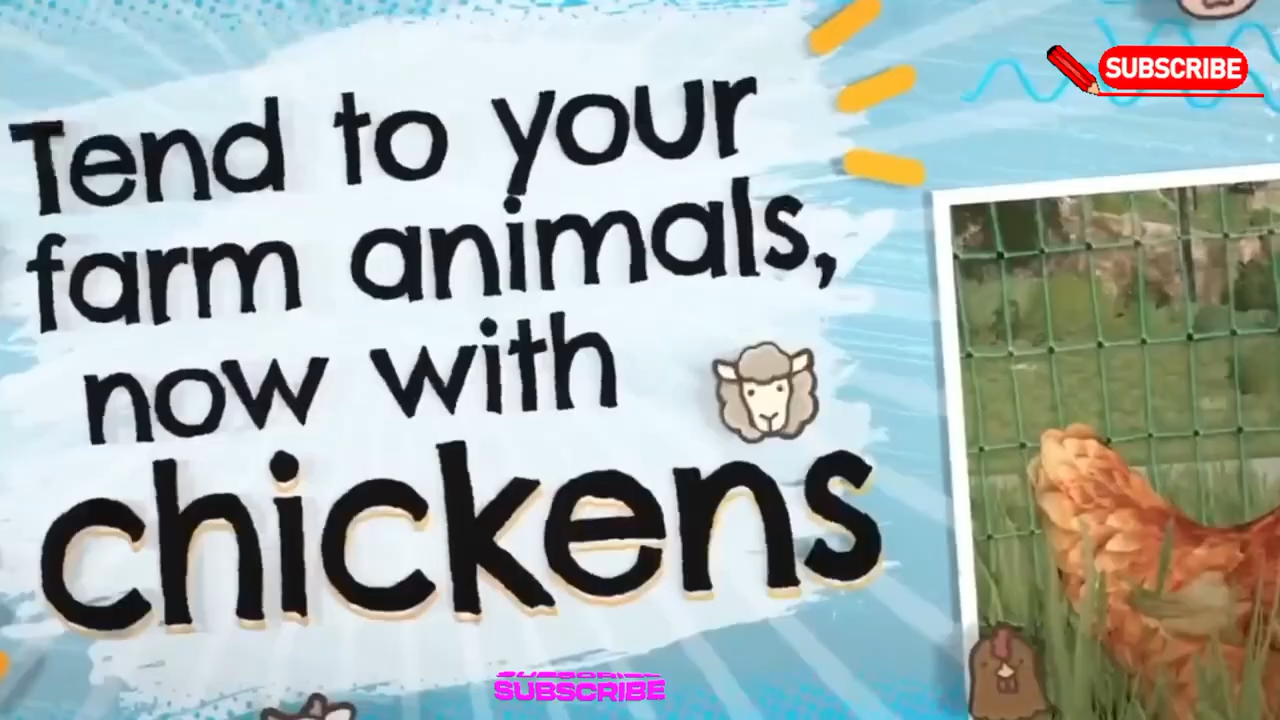 SUBSCRIBE
Tend to your
farm animals,
now with
chickens
SUBSCRIBE